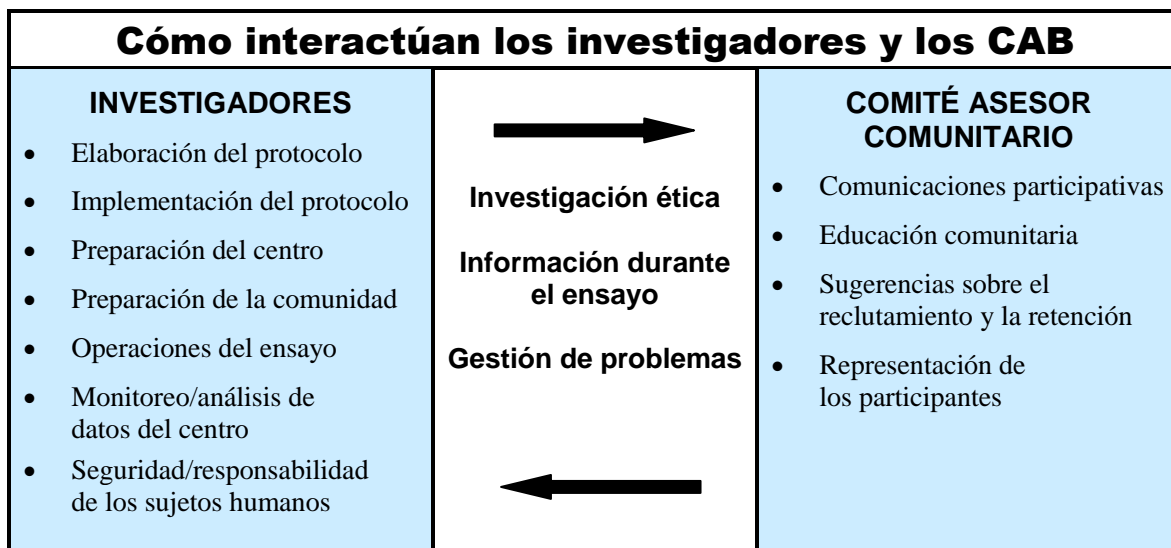 Cómo interactúan los investigadores y los CAB
INVESTIGADORES
• Elaboración del protocolo
• Implementación del protocolo
• Preparación del centro
• Preparación de la comunidad
• Operaciones del ensayo
• Monitoreo/análisis de
datos del centro
• Seguridad/responsabilidad
de los sujetos humanos
Investigación ética
Información durante
el ensayo
Gestión de problemas
COMITÉ ASESOR
COMUNITARIO
• Comunicaciones participativas
• Educación comunitaria
• Sugerencias sobre el
reclutamiento y la retención
• Representación de
los participantes